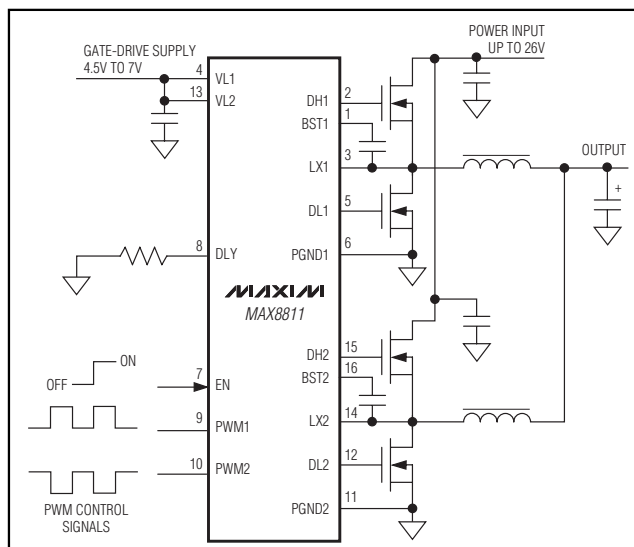 GATE-DRIVE SUPPLY
4.5V TO 7V
POWER INPUT
UP TO 26V
4
VL1
13
VL2
DH1
2
BST1
1
LX1
3
OUTPUT
+
DL1
5
PGND1
6
8
DLY
MAXIM
MAX8811
DH2
15
BST2
16
LX2
14
DL2
12
PGND2
11
OFF
ON
7
EN
9
PWM1
10
PWM2
PWM CONTROL
SIGNALS